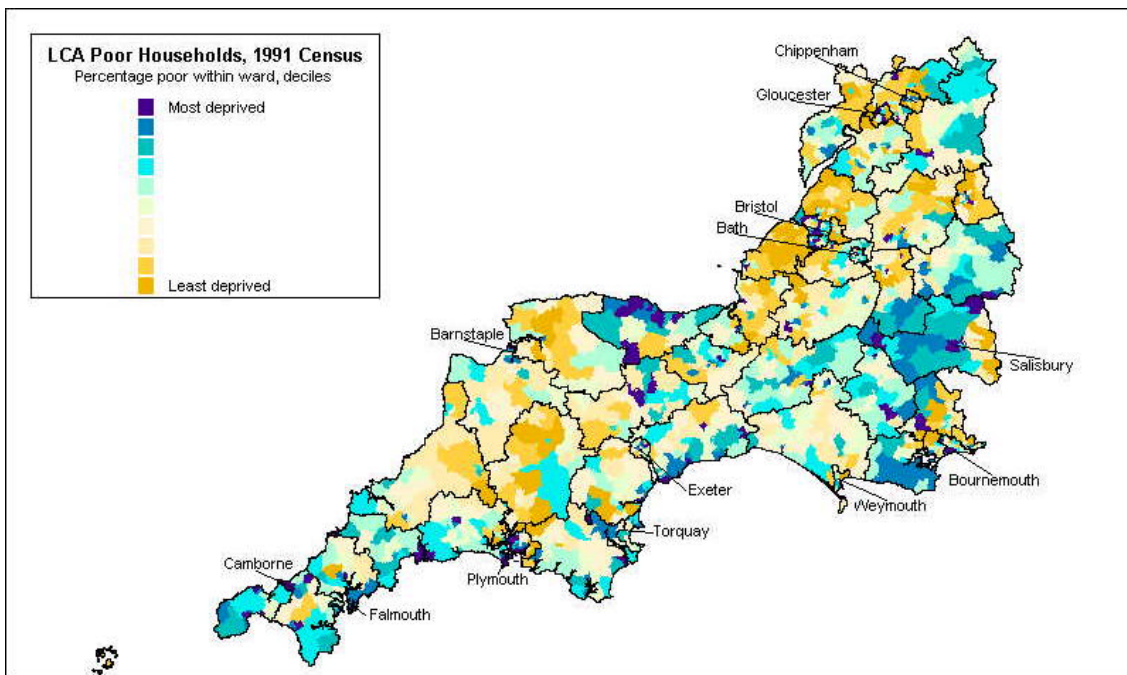 LCA Poor Households, 1991 Census
Percentage poor within ward, deciles
Most deprived
Least deprived
Chippenham
Gloucester
Bristol
Bath
Barnstaple
Salisbury
Bournemouth
Exeter
Weymouth
Torquay
Camborne
Plymouth
Falmouth